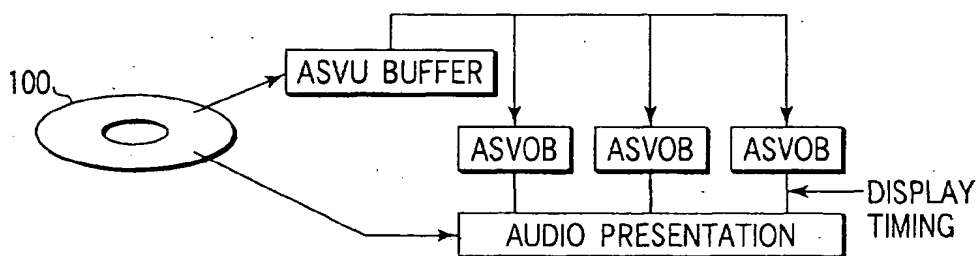 100
ASVU BUFFER
ASVOB
ASVOB
ASVOB
DISPLAY
TIMING
AUDIO PRESENTATION